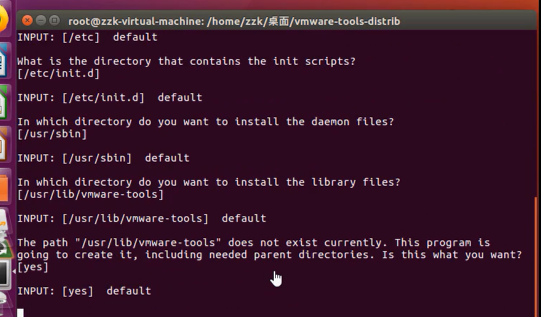 root@zzk-virtual-machine: /home/zzk/桌面/vmware-tools-distrib
INPUT: [/etc]  default
What is the directory that contains the init scripts?
[/etc/init.d]
INPUT: [/etc/init.d]  default
In which directory do you want to install the daemon files?
[/usr/sbin]
INPUT: [/usr/sbin]  default
In which directory do you want to install the library files?
[/usr/lib/vmware-tools]
INPUT: [/usr/lib/vmware-tools]  default
The path "/usr/lib/vmware-tools" does not exist currently. This program is
going to create it, including needed parent directories. Is this what you want?
[yes]
INPUT: [yes]  default